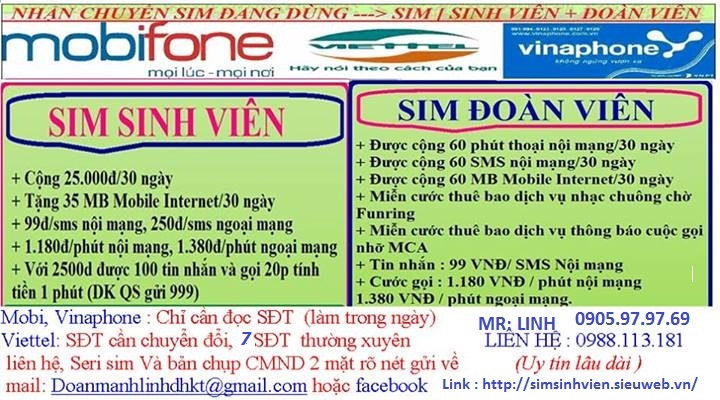 NHẬN CHUYỂN SIM ĐANG DÙNG ---> SIM [ SINH VIÊN + ĐOÀN VIÊN
mobifone
mọi lúc - mọi nơi
VIETTEL
Hãy nói theo cách của bạn
www.vinaphone.com.vn
vinaphone
không ngừng vươn xa
SIM SINH VIÊN
+ Cộng 25.000đ/30 ngày
+ Tặng 35 MB Mobile Internet/30 ngày
+ 99đ/sms nội mạng, 250đ/sms ngoại mạng
+ 1.180đ/phút nội mạng, 1.380đ/phút ngoại mạng
+ Với 2500đ được 100 tin nhắn và gọi 20p tính
tiền 1 phút (DK QS gửi 999)
SIM ĐOÀN VIÊN
+ Được cộng 60 phút thoại nội mạng/30 ngày
+ Được cộng 60 SMS nội mạng/30 ngày
+ Được cộng 60 MB Mobile Internet/30 ngày
+ Miễn cước thuê bao dịch vụ nhạc chuông chờ
Funring
+ Miễn cước thuê bao dịch vụ thông báo cuộc gọi
nhỡ MCA
+ Tin nhắn : 99 VNĐ/ SMS Nội mạng
+ Cước gọi : 1.180 VNĐ / phút nội mạng
1.380 VNĐ / phút ngoại mạng.
Mobi, Vinaphone : Chỉ cần đọc SĐT (làm trong ngày)
Viettel: SĐT cần chuyển đổi, 7 SĐT thường xuyên
liên hệ, Seri sim Và bản chụp CMND 2 mặt rõ nét gửi về
mail: Doanmanhlinhdhkt@gmail.com hoặc facebook
MR: LINH 0905.97.97.69
LIÊN HỆ : 0988.113.181
(Uy tín lâu dài )
Link : http://simsinhvien.sieuweb.vn/